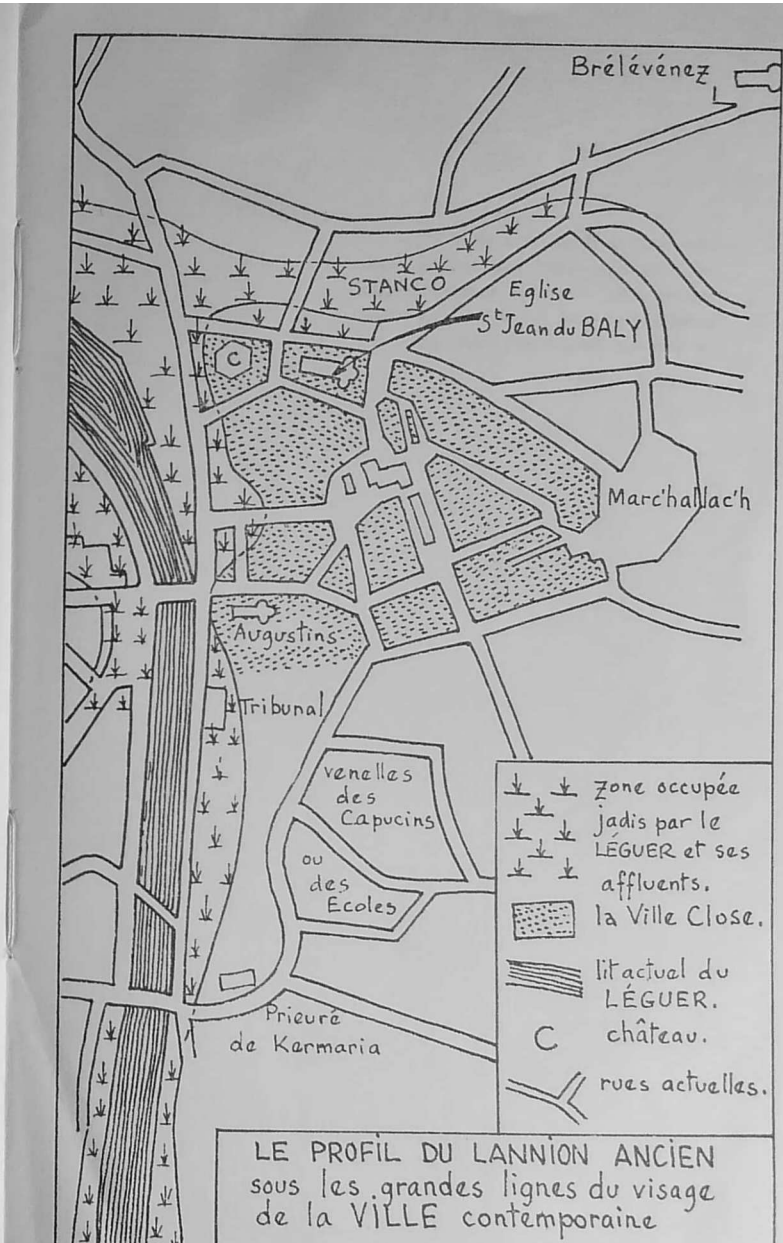 Brélévénez
STANCO
Eglise
St Jean du BALY
C
Marc'hallac'h
Augustins
Tribunal
venelles
des
Capucins
ou
des
Ecoles
Prieuré
de Kermaria
zone occupée
jadis par le
LÉGUER et ses
affluents.
la Ville Close.
lit actuel du
LÉGUER.
C château.
rues actuelles.
LE PROFIL DU LANNION ANCIEN
sous les grandes lignes du visage
de la VILLE contemporaine